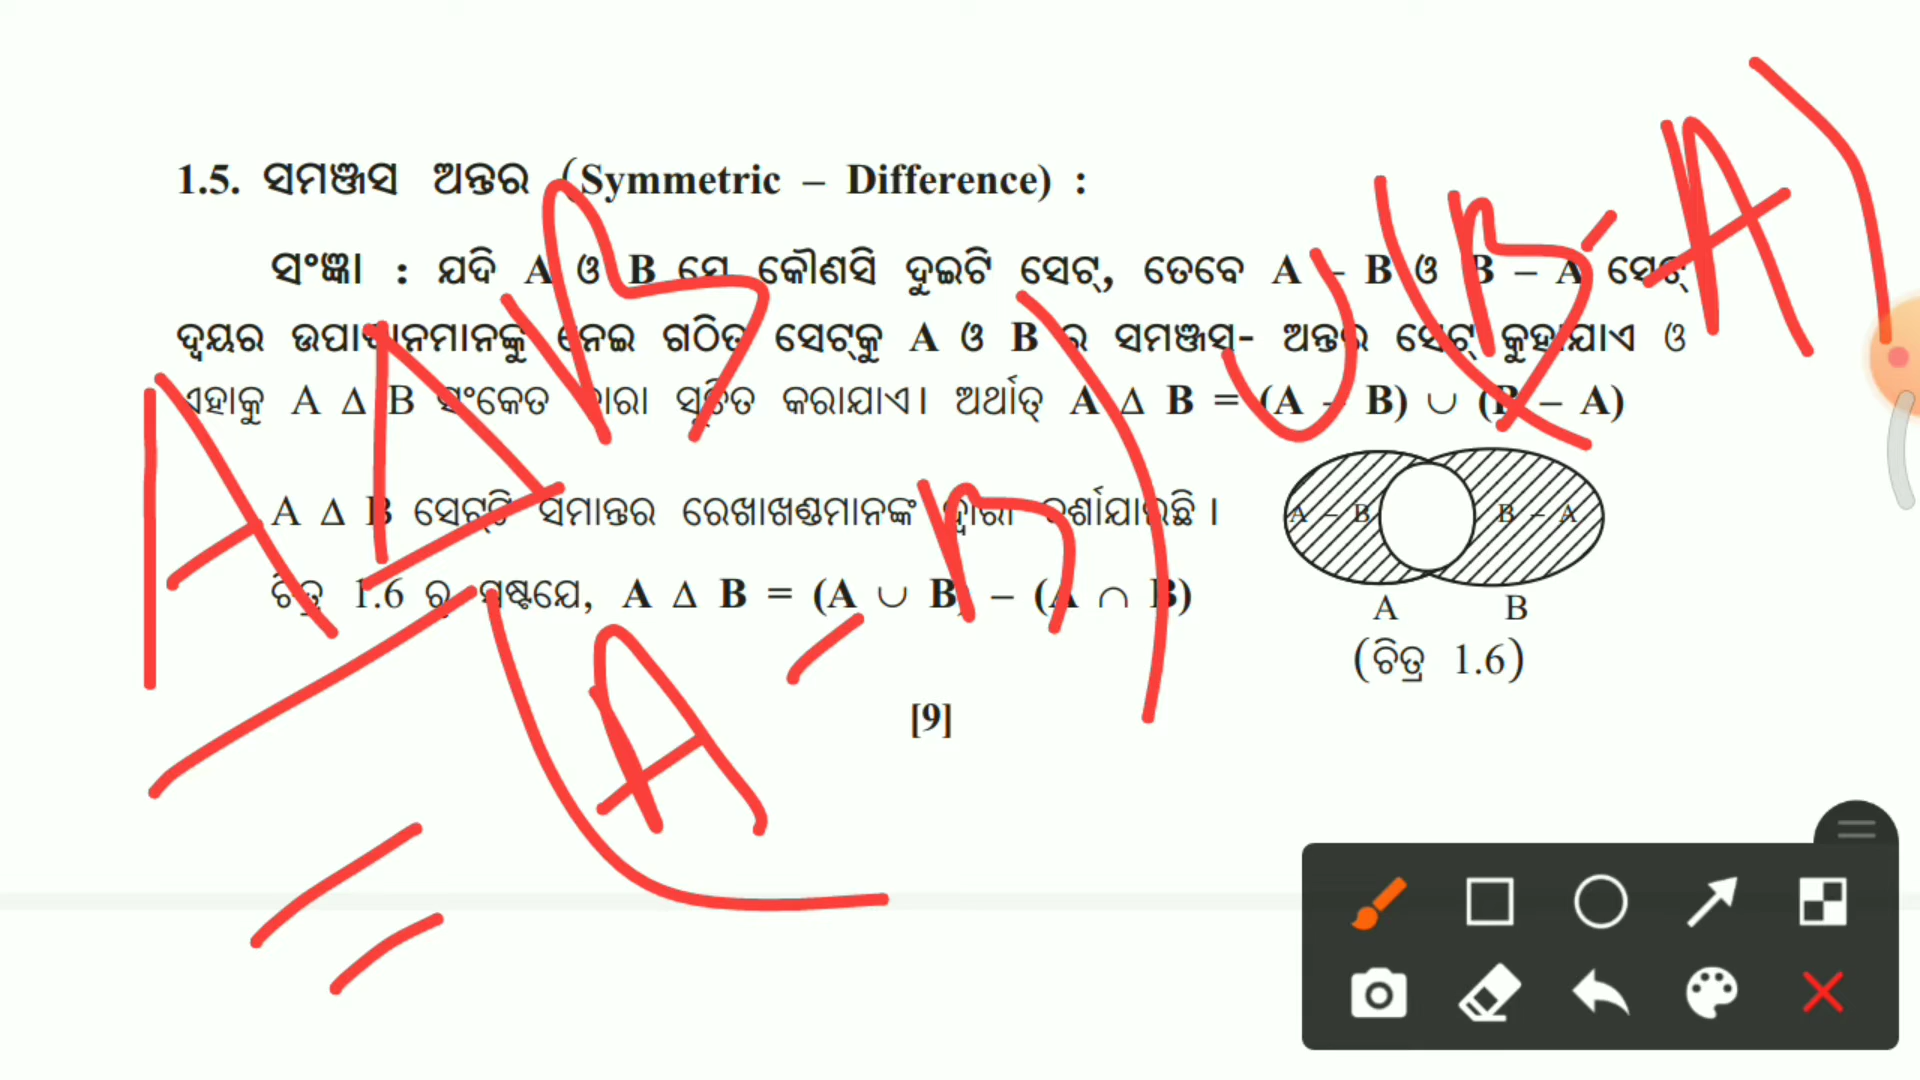 1.5. ସମଞ୍ଜସ ଅନ୍ତର (Symmetric – Difference) :
ସଂଜ୍ଞା : ଯଦି A ଓ B ଯେ କୌଣସି ଦୁଇଟି ସେଟ୍, ତେବେ A – B ଓ B – A ସେଟ୍
ଦ୍ୱୟର ଉପାଦାନମାନଙ୍କୁ ନେଇ ଗଠିତ ସେଟ୍‌କୁ A ଓ B ର ସମଞ୍ଜସ- ଅନ୍ତର ସେଟ୍ କୁହାଯାଏ ଓ
ଏହାକୁ A Δ B ସଂକେତ ଦ୍ୱାରା ସୂଚିତ କରାଯାଏ। ଅର୍ଥାତ୍ A Δ B = (A – B) ∪ (B – A)
A Δ B ସେଟ୍‌ଟି ସମାନ୍ତର ରେଖାଖଣ୍ଡମାନଙ୍କ ଦ୍ୱାରା ଦର୍ଶାଯାଇଛି ।
A – B B – A
ଚିତ୍ର 1.6 ରୁ ସ୍ପଷ୍ଟଯେ, A Δ B = (A ∪ B) – (A ∩ B)
A B
(ଚିତ୍ର 1.6)
[9]
A Δ B = (A - B) ∪ (B - A)